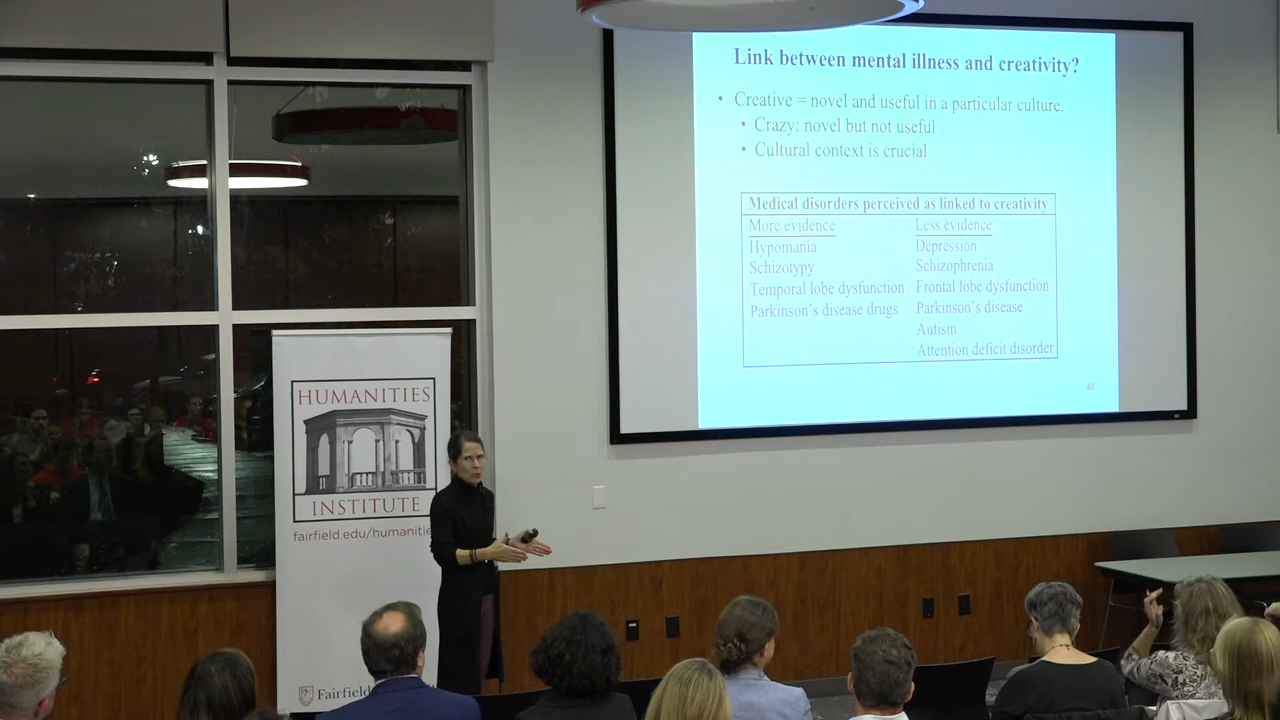 Link between mental illness and creativity?
• Creative = novel and useful in a particular culture.
• Crazy: novel but not useful
• Cultural context is crucial
Medical disorders perceived as linked to creativity
More evidence Less evidence
Hypomania Depression
Schizotypy Schizophrenia
Temporal lobe dysfunction Frontal lobe dysfunction
Parkinson's disease drugs Parkinson's disease
Autism
Attention deficit disorder
46
HUMANITIES
INSTITUTE
fairfield.edu/humanitie
Fairfield